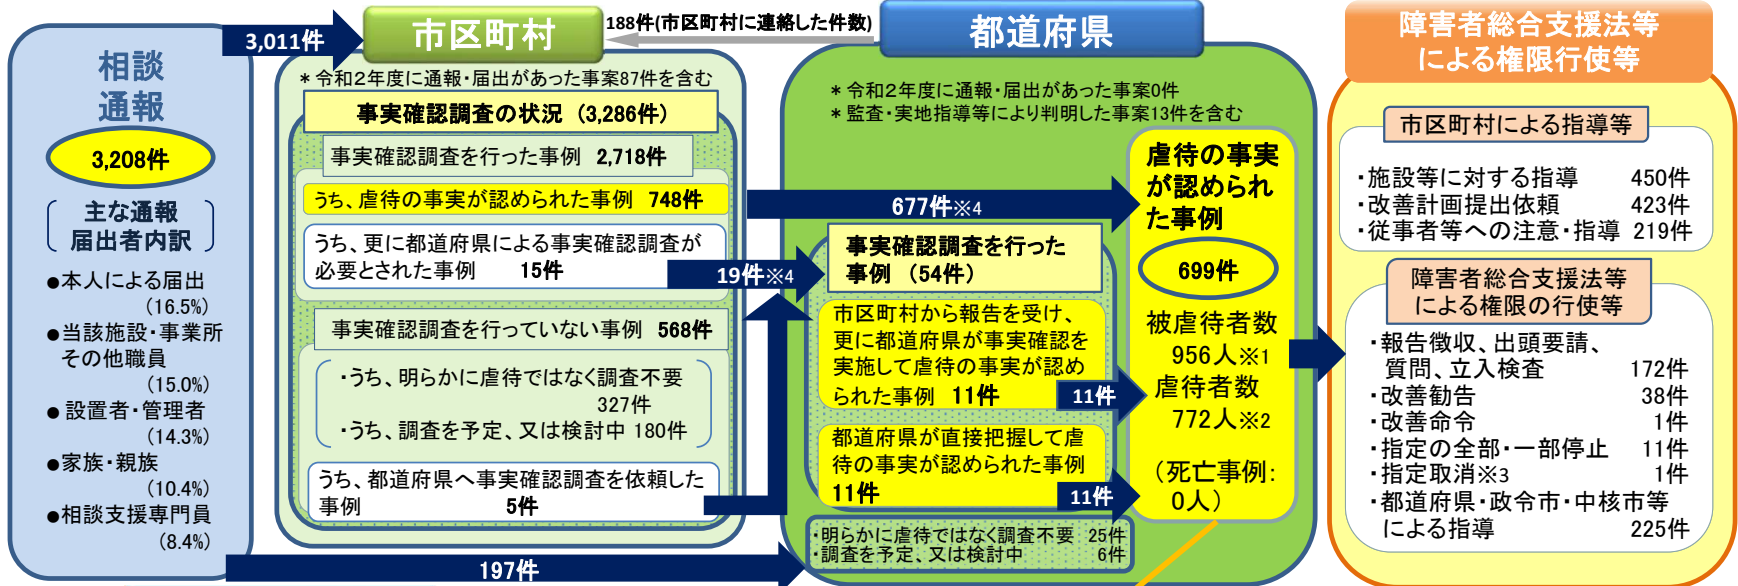 相談
通報
3,208件
主な通報
届出者内訳
●本人による届出
(16.5%)
●当該施設・事業所
その他職員
(15.0%)
●設置者・管理者
(14.3%)
●家族・親族
(10.4%)
●相談支援専門員
(8.4%)
3,011件
197件
市区町村
188件(市区町村に連絡した件数)
＊令和２年度に通報・届出があった事案87件を含む
事実確認調査の状況（3,286件）
事実確認調査を行った事例 2,718件
うち、虐待の事実が認められた事例 748件
うち、更に都道府県による事実確認調査が
必要とされた事例 15件
事実確認調査を行っていない事例 568件
・うち、明らかに虐待ではなく調査不要
327件
・うち、調査を予定、又は検討中 180件
うち、都道府県へ事実確認調査を依頼した
事例 5件
677件※4
19件※4
都道府県
＊令和２年度に通報・届出があった事案0件
＊監査・実地指導等により判明した事案13件を含む
事実確認調査を行った
事例（54件）
市区町村から報告を受け、
更に都道府県が事実確認を
実施して虐待の事実が認め
られた事例 11件
11件
都道府県が直接把握して虐
待の事実が認められた事例
11件
11件
・明らかに虐待ではなく調査不要 25件
・調査を予定、又は検討中 6件
虐待の事実
が認められ
た事例
699件
被虐待者数
956人※1
虐待者数
772人※2
（死亡事例：
0人）
障害者総合支援法等
による権限行使等
市区町村による指導等
・施設等に対する指導 450件
・改善計画提出依頼 423件
・従事者等への注意・指導 219件
障害者総合支援法等
による権限の行使等
・報告徴収、出頭要請、
質問、立入検査 172件
・改善勧告 38件
・改善命令 1件
・指定の全部・一部停止 11件
・指定取消※3 1件
・都道府県・政令市・中核市等
による指導 225件